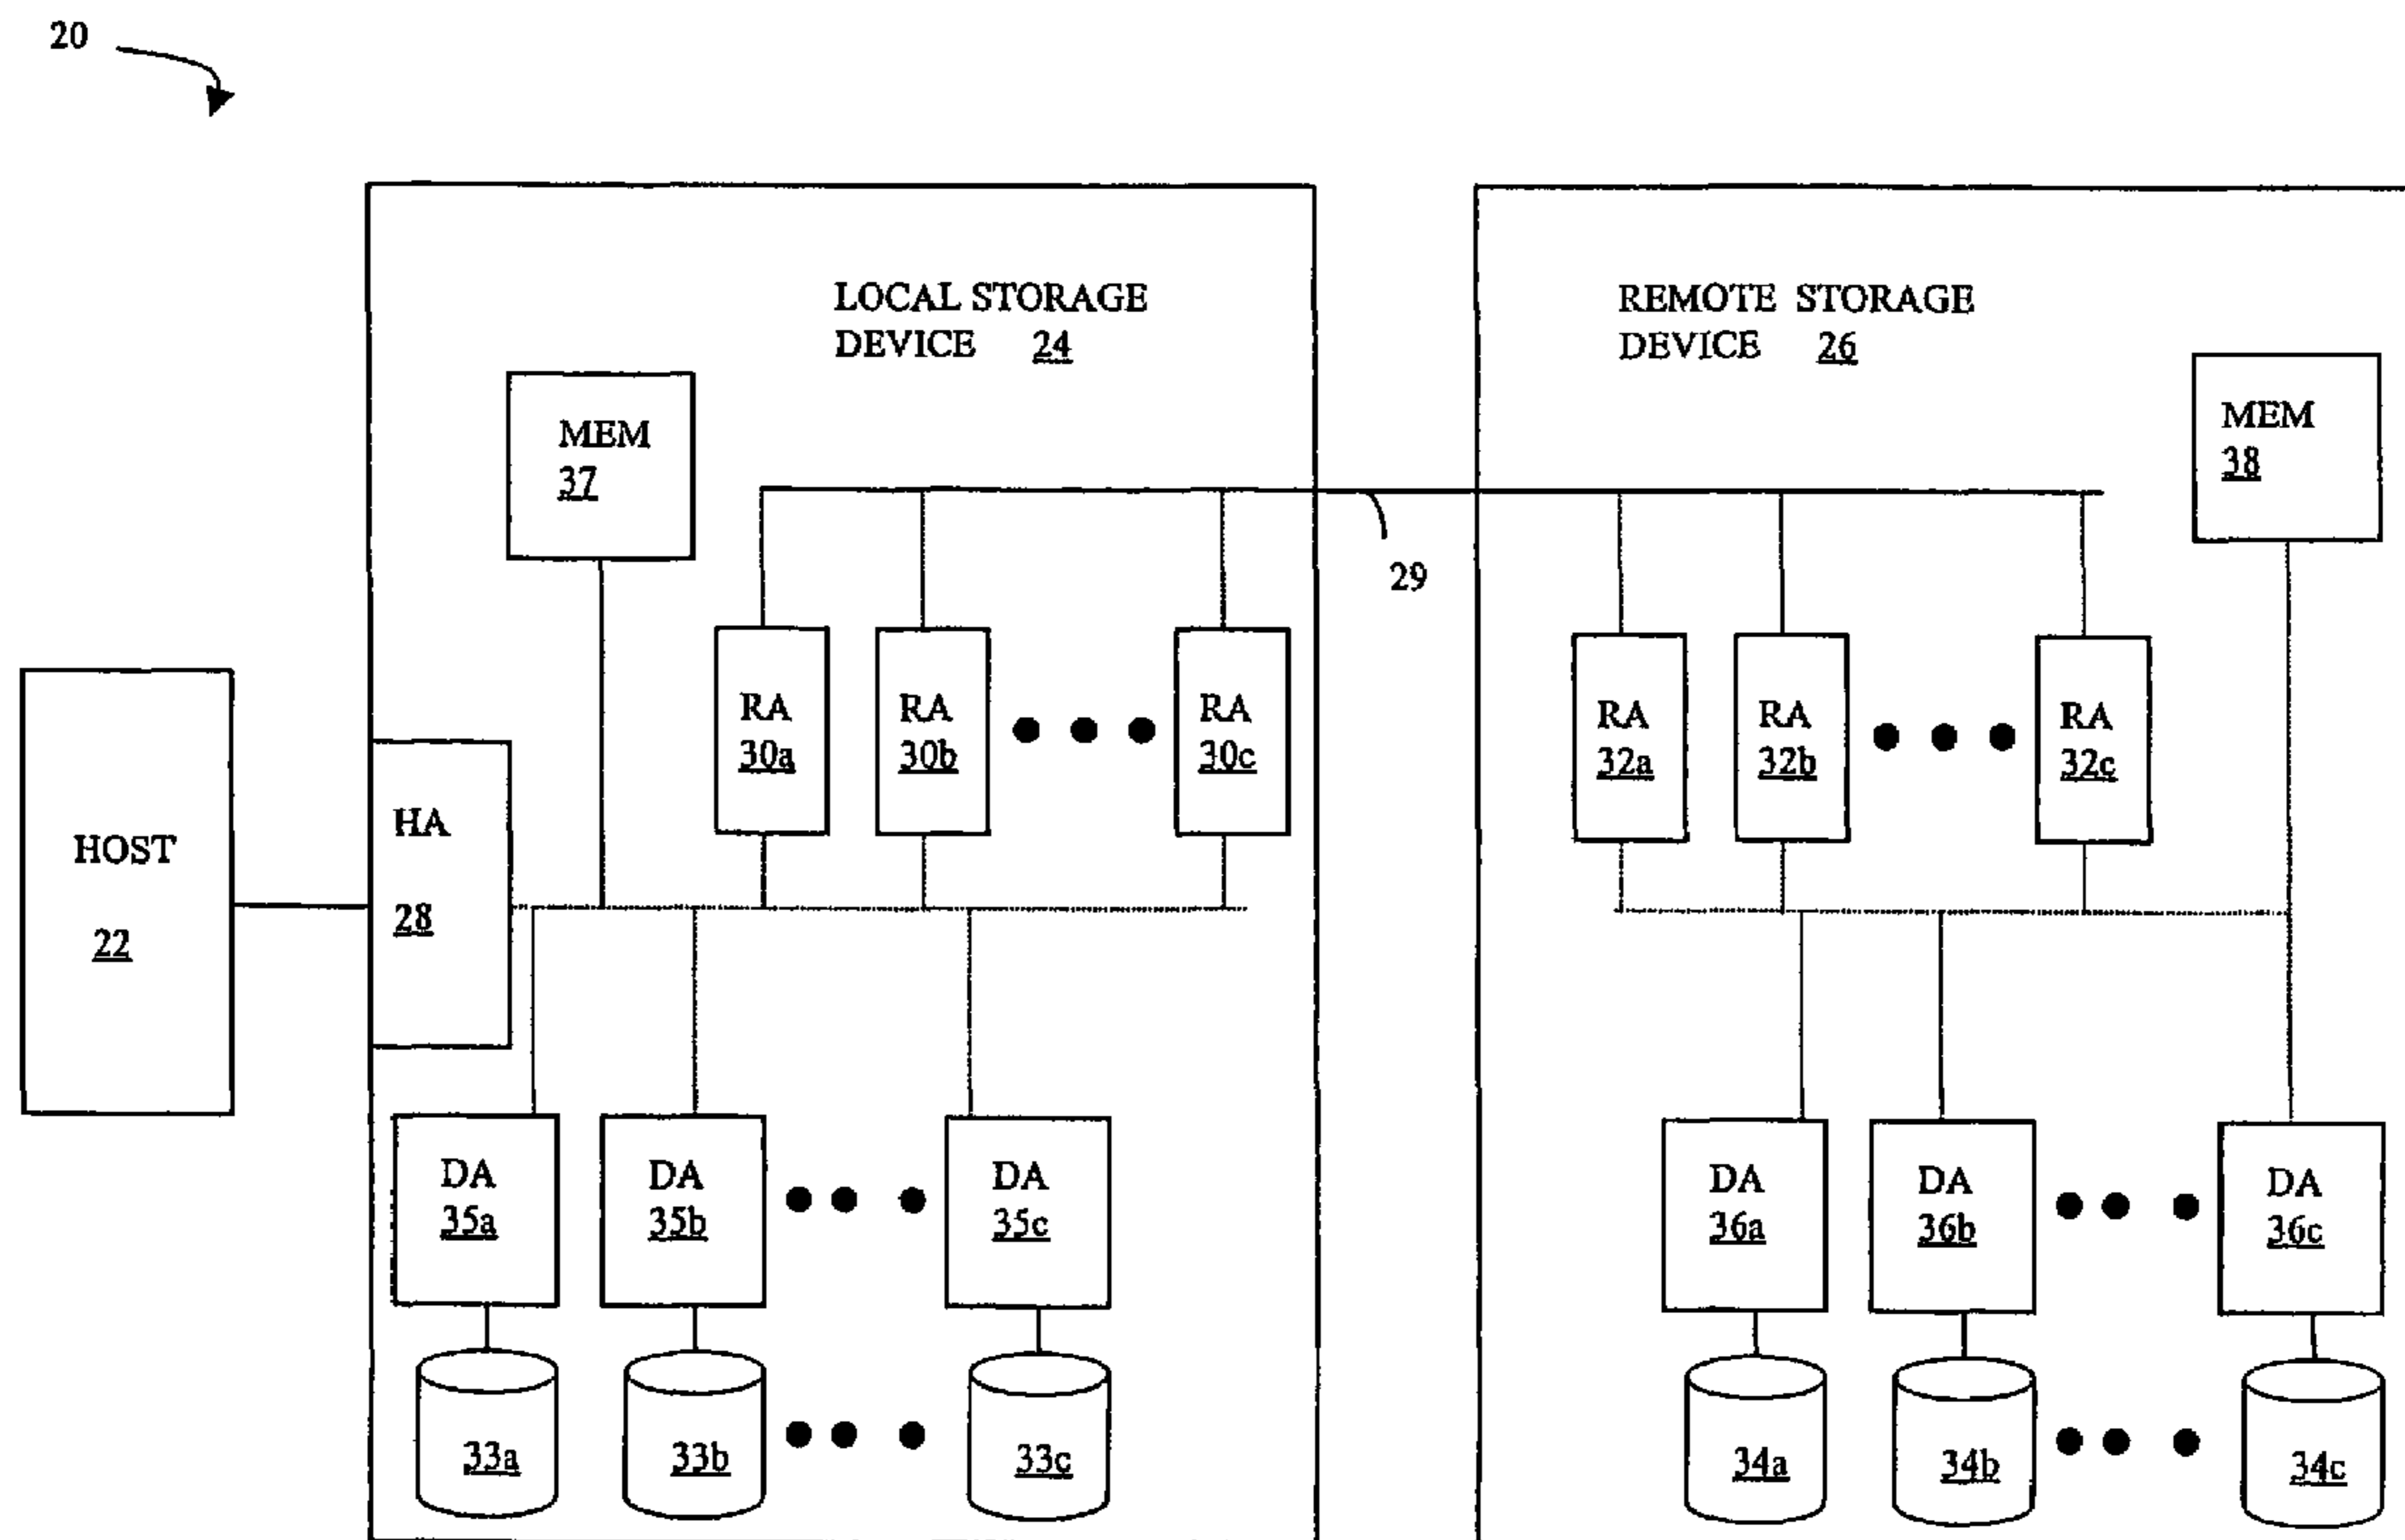 20
LOCAL STORAGE
DEVICE 24
REMOTE STORAGE
DEVICE 26
MEM
37
MEM
38
29
RA
30a
RA
30b
RA
30c
RA
32a
RA
32b
RA
32c
HOST
22
HA
28
DA
35a
DA
35b
DA
35c
DA
36a
DA
36b
DA
36c
33a
33b
33c
34a
34b
34c